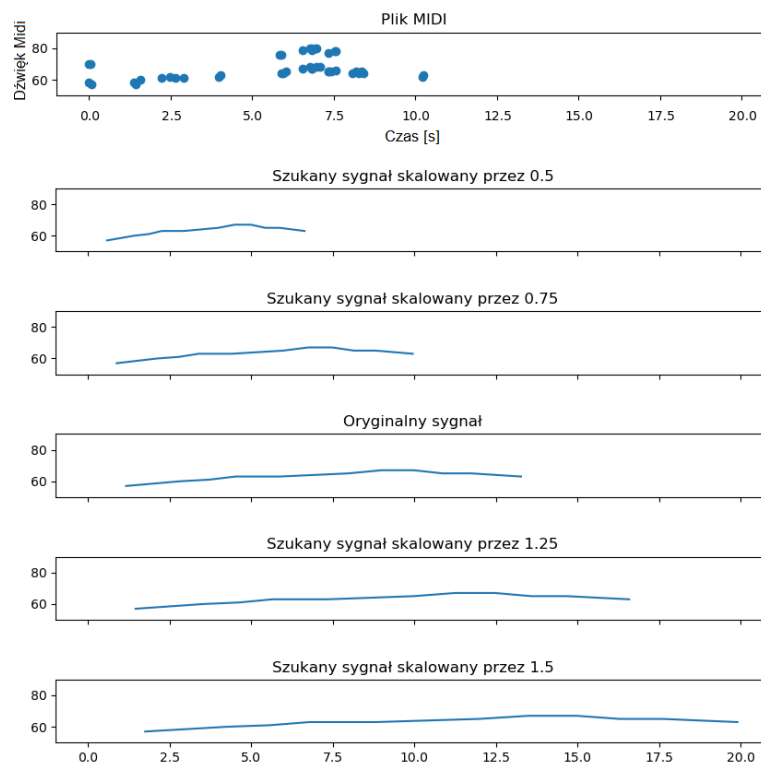 Plik MIDI
Dźwięk Midi
80
60
0.0 2.5 5.0 7.5 10.0 12.5 15.0 17.5 20.0
Czas [s]
Szukany sygnał skalowany przez 0.5
80
60
Szukany sygnał skalowany przez 0.75
80
60
Oryginalny sygnał
80
60
Szukany sygnał skalowany przez 1.25
80
60
Szukany sygnał skalowany przez 1.5
80
60
0.0 2.5 5.0 7.5 10.0 12.5 15.0 17.5 20.0